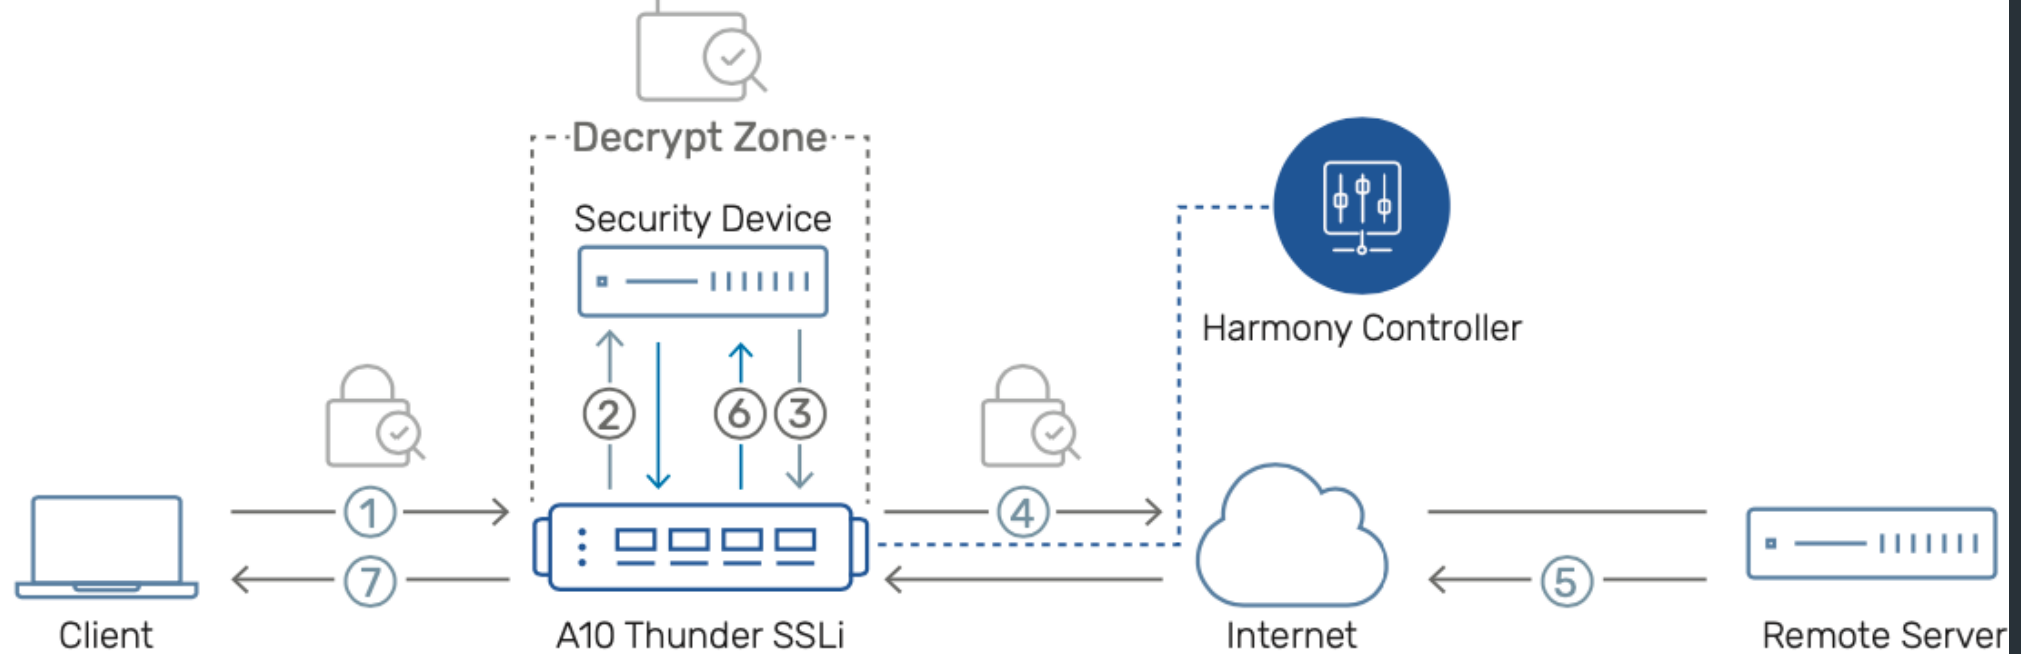 Decrypt Zone
Security Device
Harmony Controller
2
6
3
1
4
7
5
Client
A10 Thunder SSLi
Internet
Remote Server